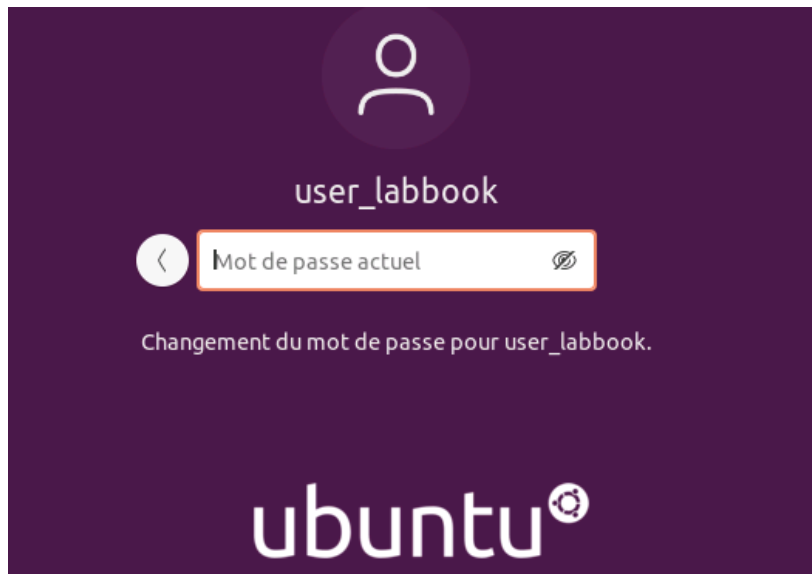 user_labbook
Mot de passe actuel
Changement du mot de passe pour user_labbook.
ubuntu